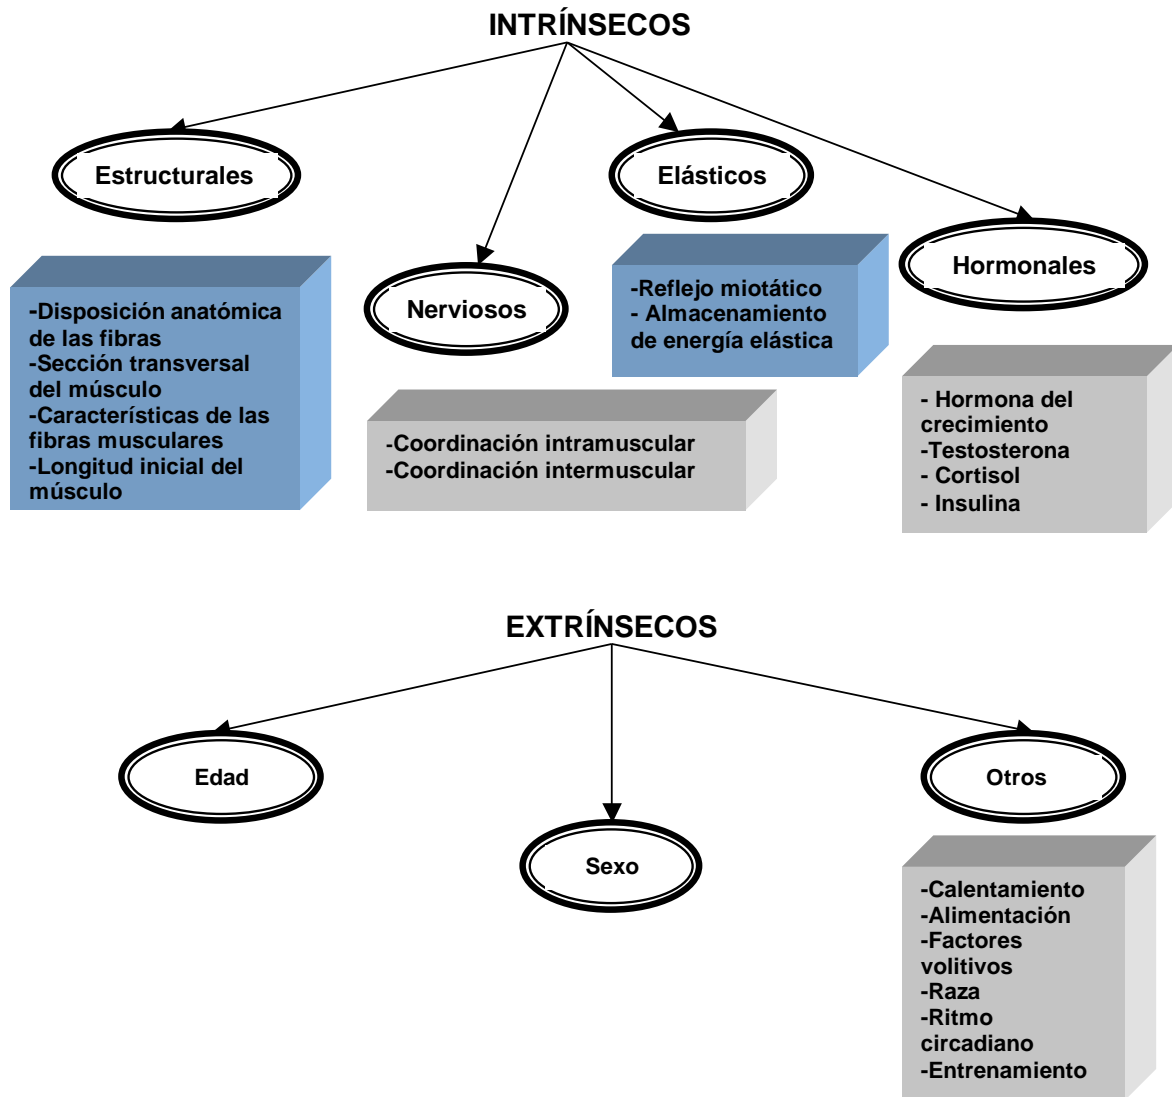 INTRÍNSECOS
Estructurales
Elásticos
Nerviosos
Hormonales
-Disposición anatómica
de las fibras
-Sección transversal
del músculo
-Características de las
fibras musculares
-Longitud inicial del
músculo
-Coordinación intramuscular
-Coordinación intermuscular
-Reflejo miotático
- Almacenamiento
de energía elástica
- Hormona del
crecimiento
-Testosterona
- Cortisol
- Insulina
EXTRÍNSECOS
Edad
Sexo
Otros
-Calentamiento
-Alimentación
-Factores
volitivos
-Raza
-Ritmo
circadiano
-Entrenamiento